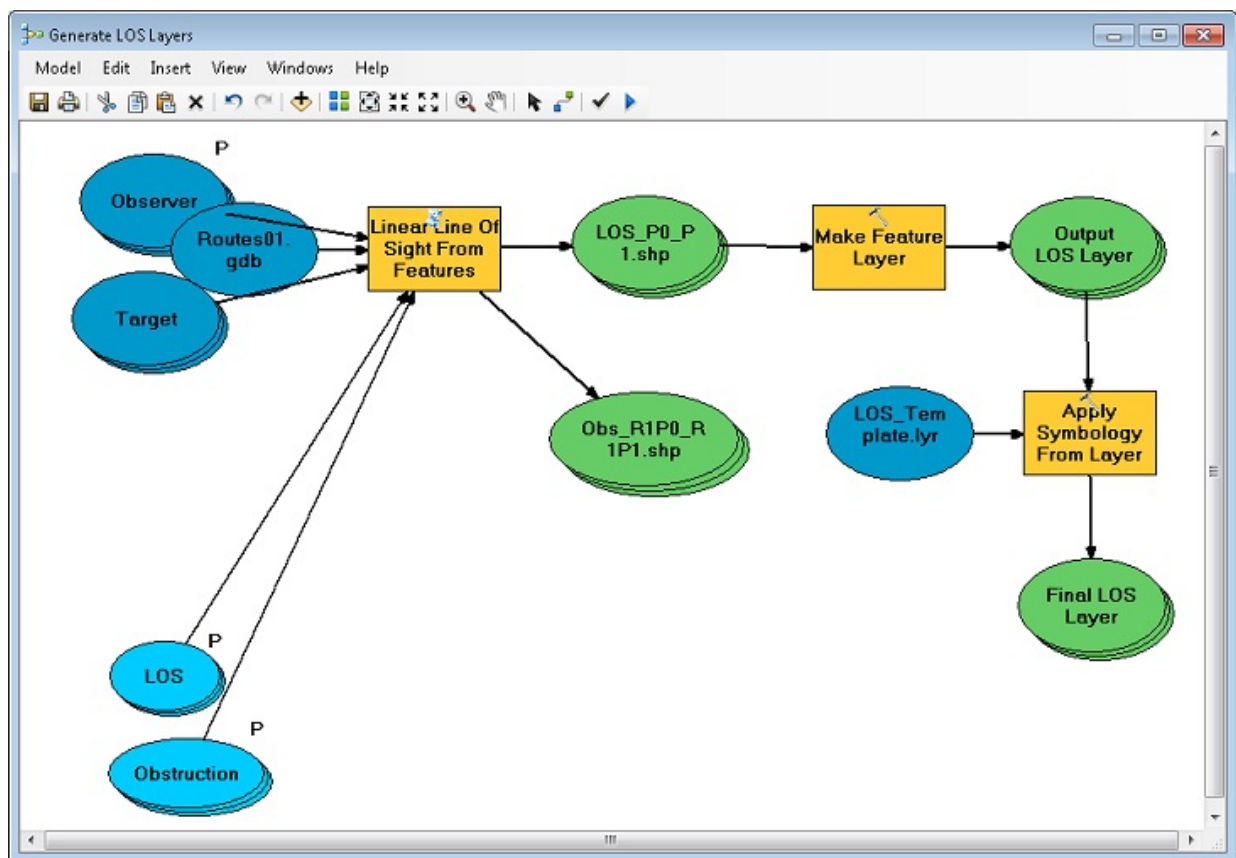 Generate LOS Layers
Model Edit Insert View Windows Help
P
Observer
Routes01.
gdb
Target
Linear Line Of
Sight From
Features
LOS_P0_P
1.shp
Make Feature
Layer
Output
LOS Layer
Obs_R1P0_R
1P1.shp
LOS_Tem
plate.lyr
Apply
Symbology
From Layer
Final LOS
Layer
P
LOS
P
Obstruction